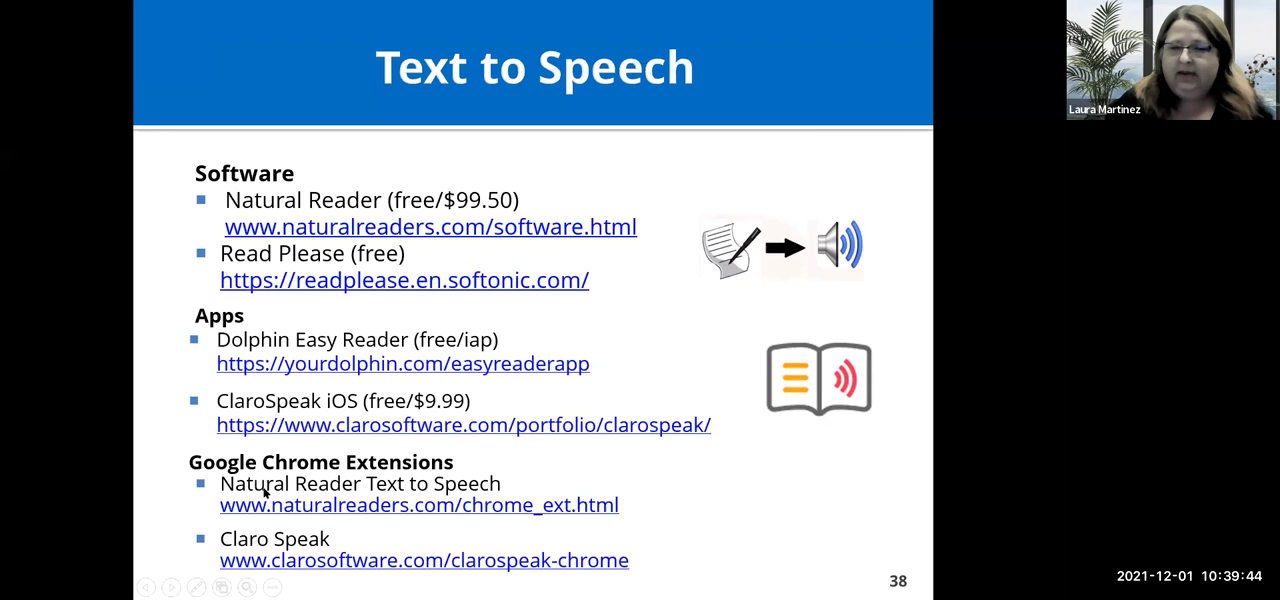 Text to Speech
Laura Martinez
Software
Natural Reader (free/$99.50)
www.naturalreaders.com/software.html
Read Please (free)
https://readplease.en.softonic.com/
Apps
Dolphin Easy Reader (free/iap)
https://yourdolphin.com/easyreaderapp
ClaroSpeak iOS (free/$9.99)
https://www.clarosoftware.com/portfolio/clarospeak/
Google Chrome Extensions
Natural Reader Text to Speech
www.naturalreaders.com/chrome_ext.html
Claro Speak
www.clarosoftware.com/clarospeak-chrome
38
2021-12-01 10:39:44